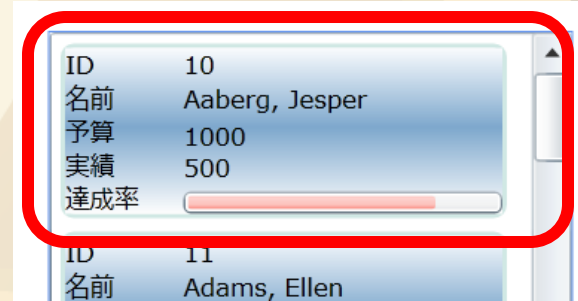 ID 10
名前 Aaberg, Jesper
予算 1000
実績 500
達成率
ID 11
名前 Adams, Ellen